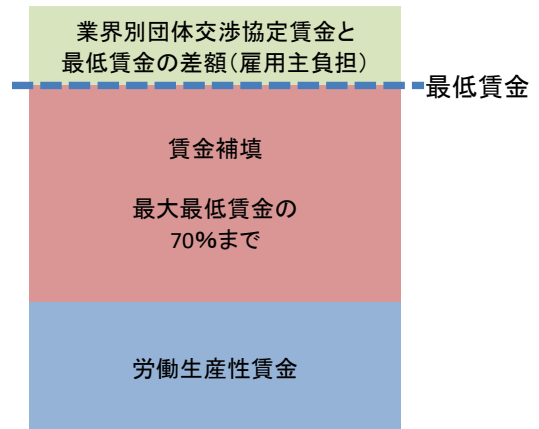 業界別団体交渉協定賃金と
最低賃金の差額（雇用主負担）
最低賃金
賃金補填
最大最低賃金の
70％まで
労働生産性賃金